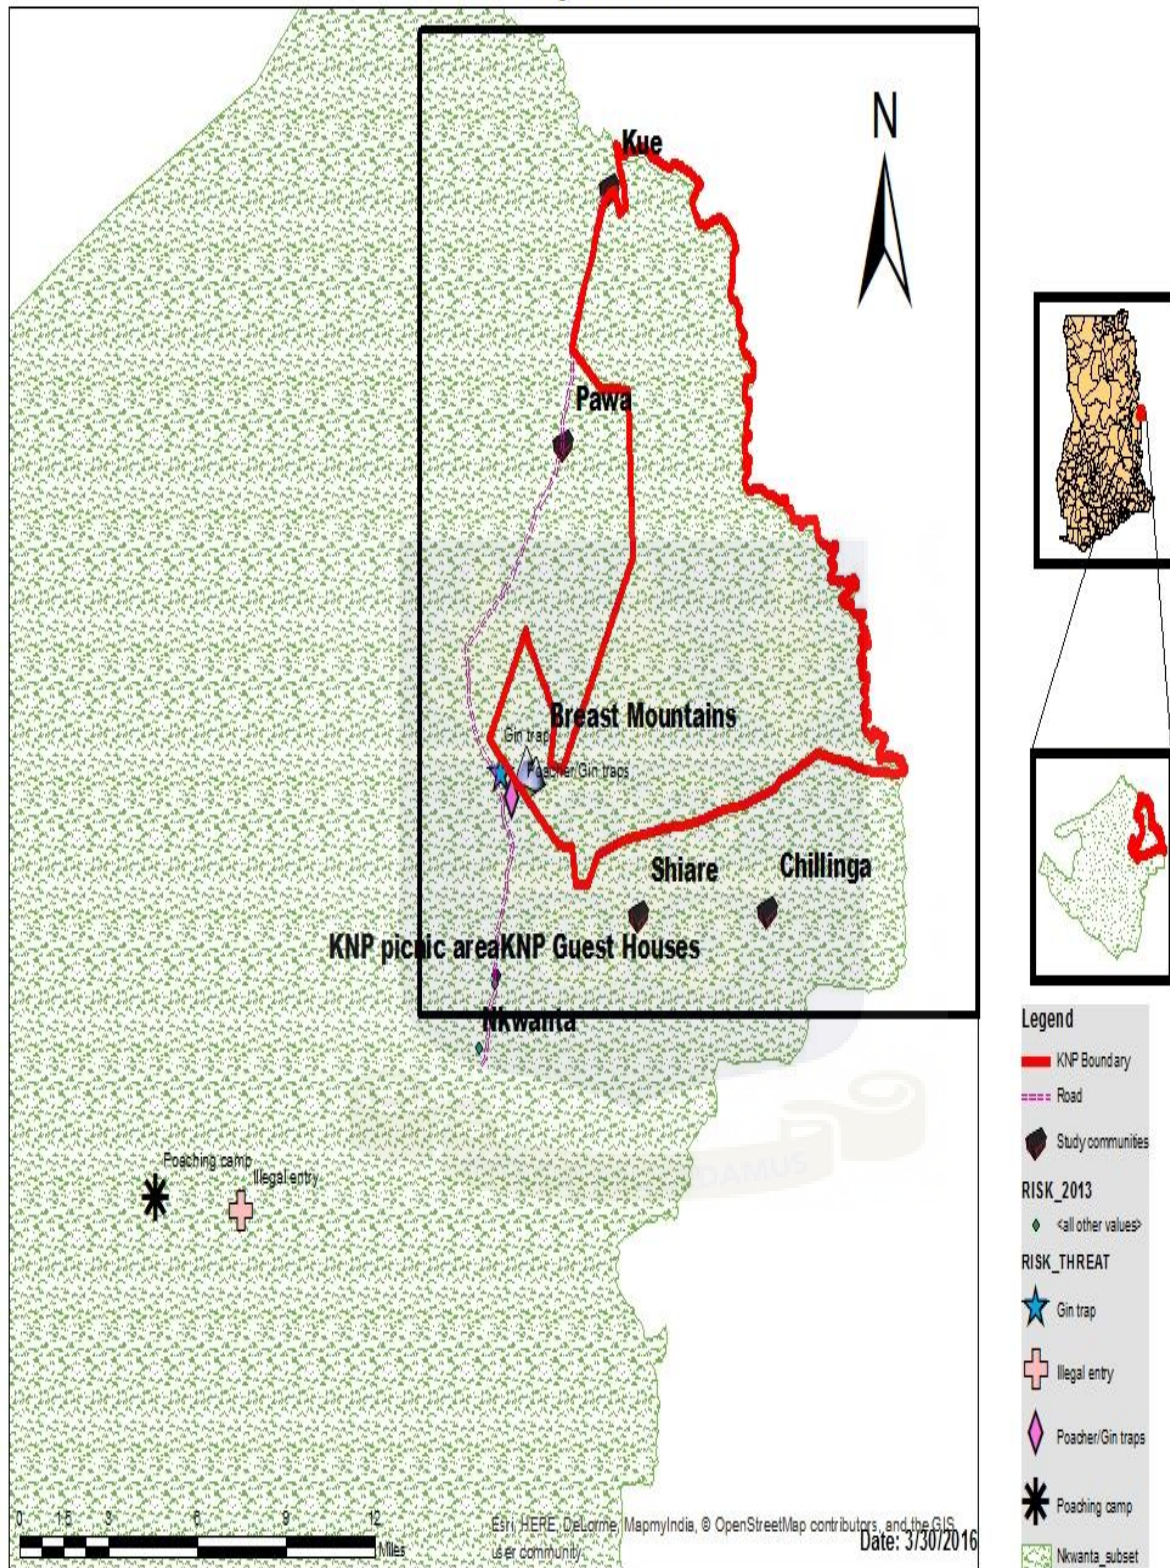 N
Kue
Pawa
Breast Mountains
Gin trap
Poacher/Gin traps
Shiare
Chillinga
KNP picnic area
KNP Guest Houses
Nkwanta
Poaching camp
Illegal entry
DAMUS
0 1.5 3 6 9 12
Miles
Esri, HERE, DeLorme, MapmyIndia, © OpenStreetMap contributors, and the GIS
user community
Date: 3/30/2016
Legend
KNP Boundary
Road
Study communities
RISK_2013
<all other values>
RISK_THREAT
Gin trap
Illegal entry
Poacher/Gin traps
Poaching camp
Nkwanta_subset